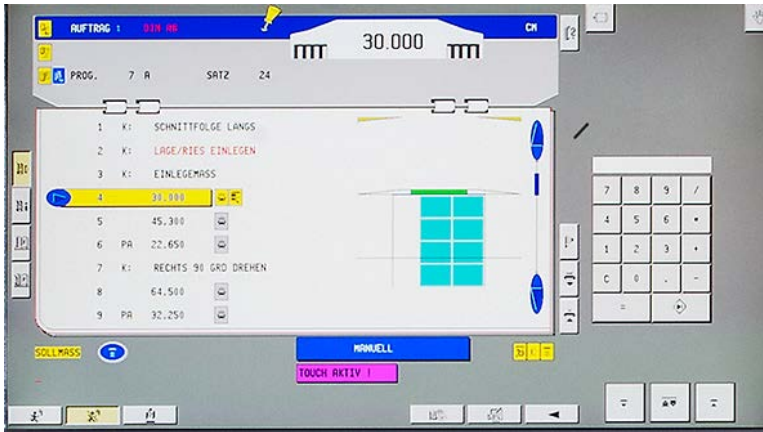 AUFTRAG 1 DIN A6 CM
30.000
PROG. 7 A SATZ 24
1 K: SCHNITTFOLGE LANGS
2 K: LAGE/RIES EINLEGEN
3 K: EINLEGEMASS
4 30.000
5 45.300
6 PA 22.650
7 K: RECHTS 90 GRD DREHEN
8 64.500
9 PA 32.250
7 8 9 /
4 5 6 *
1 2 3 +
C 0 . -
=
SOLLMASS
MANUELL
TOUCH AKTIV !